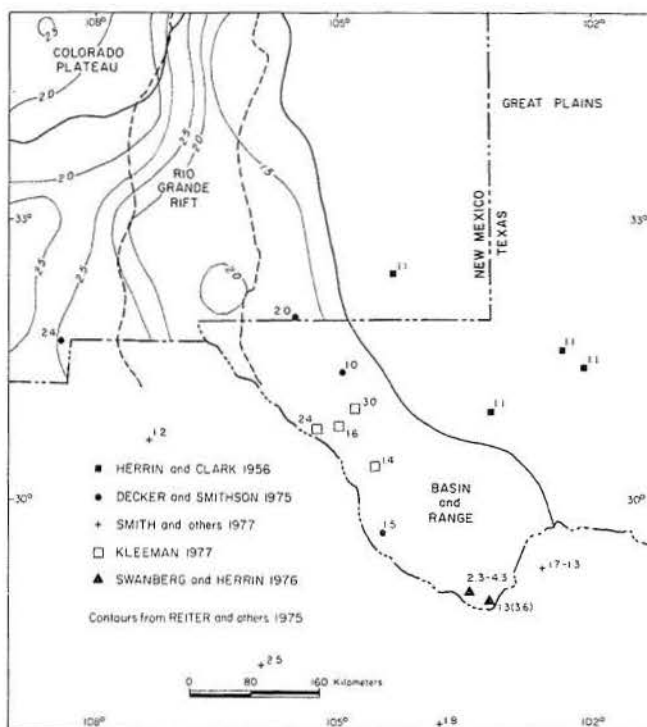 108°
105°
102°
2.5
COLORADO
PLATEAU
GREAT PLAINS
2.0
2.5
2.0
2.0
1.5
RIO
GRANDE
RIFT
NEW MEXICO
TEXAS
33°
33°
2.5
2.5
2.0
1.1
2.0
2.4
1.0
1.1
1.1
3.0
1.1
2.4
1.6
1.2
1.4
HERRIN and CLARK 1956
DECKER and SMITHSON 1975
SMITH and others 1977
KLEEMAN 1977
SWANBERG and HERRIN 1976
Contours from REITER and others 1975
30°
30°
BASIN
and
RANGE
1.5
2.3-4.3
1.7-1.3
1.3(3.6)
2.5
0 80 160 Kilometers
1.8
108°
105°
102°